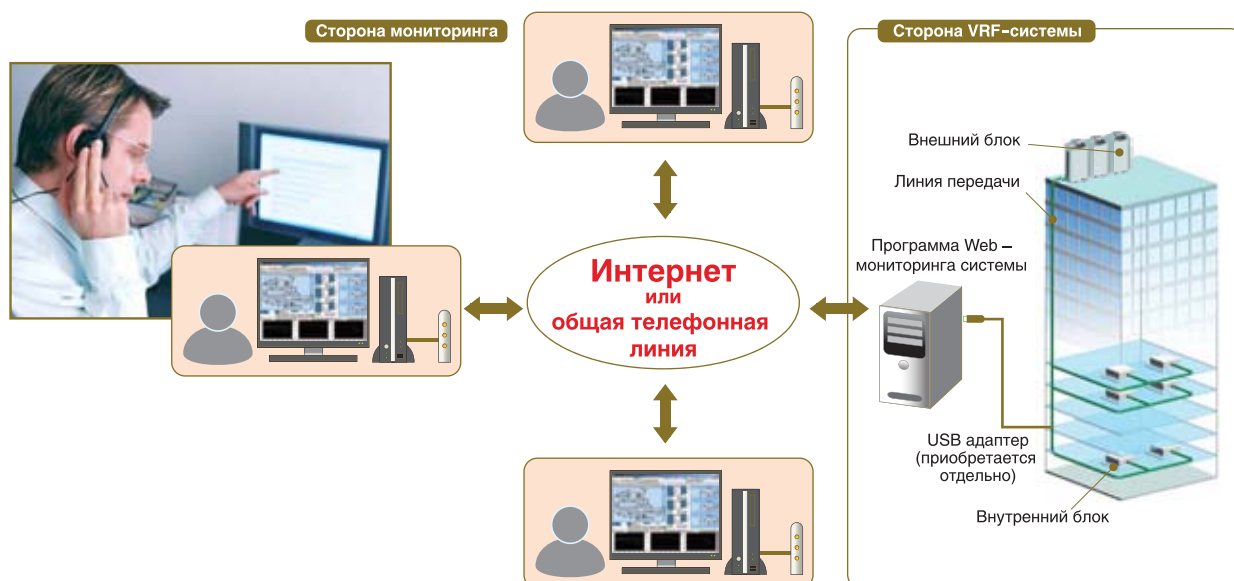 Сторона мониторинга
Сторона VRF-системы
Внешний блок
Линия передачи
Программа Web –
мониторинга системы
Интернет
или
общая телефонная
линия
USB адаптер
(приобретается
отдельно)
Внутренний блок